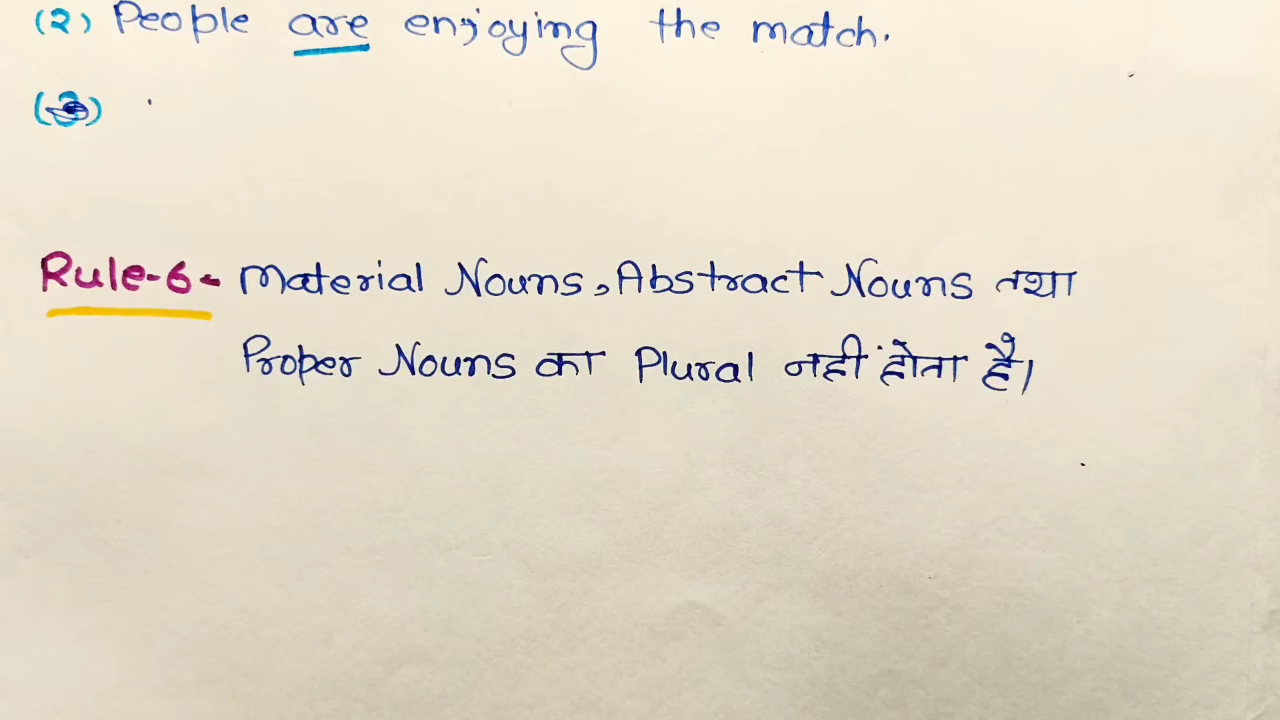 (2) People are enjoying the match.
(3)
Rule-6- Material Nouns, Abstract Nouns तथा
Proper Nouns का Plural नहीं होता है।